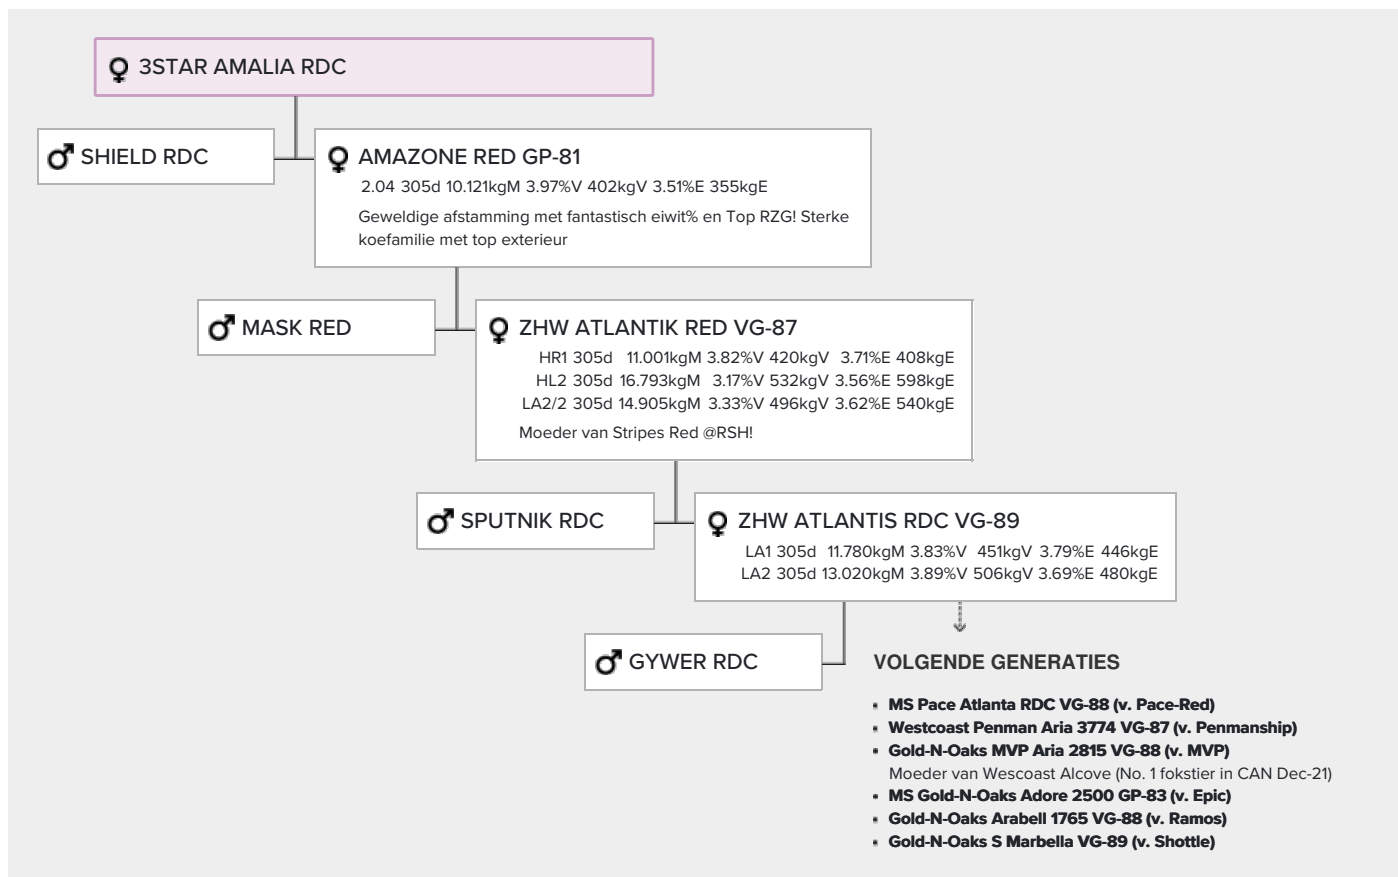 3STAR AMALIA RDC
SHIELD RDC
AMAZONE RED GP-81
2.04 305d 10.121kgM 3.97%V 402kgV 3.51%E 355kgE
Geweldige afstamming met fantastisch eiwit% en Top RZG! Sterke
koefamilie met top exterieur
MASK RED
ZHW ATLANTIK RED VG-87
HR1 305d 11.001kgM 3.82%V 420kgV 3.71%E 408kgE
HL2 305d 16.793kgM 3.17%V 532kgV 3.56%E 598kgE
LA2/2 305d 14.905kgM 3.33%V 496kgV 3.62%E 540kgE
Moeder van Stripes Red @RSH!
SPUTNIK RDC
ZHW ATLANTIS RDC VG-89
LA1 305d 11.780kgM 3.83%V 451kgV 3.79%E 446kgE
LA2 305d 13.020kgM 3.89%V 506kgV 3.69%E 480kgE
GYWER RDC
VOLGENDE GENERATIES
MS Pace Atlanta RDC VG-88 (v. Pace-Red)
Westcoast Penman Aria 3774 VG-87 (v. Penmanship)
Gold-N-Oaks MVP Aria 2815 VG-88 (v. MVP)
Moeder van Wescoast Alcove (No. 1 fokstier in CAN Dec-21)
MS Gold-N-Oaks Adore 2500 GP-83 (v. Epic)
Gold-N-Oaks Arabell 1765 VG-88 (v. Ramos)
Gold-N-Oaks S Marbella VG-89 (v. Shottle)